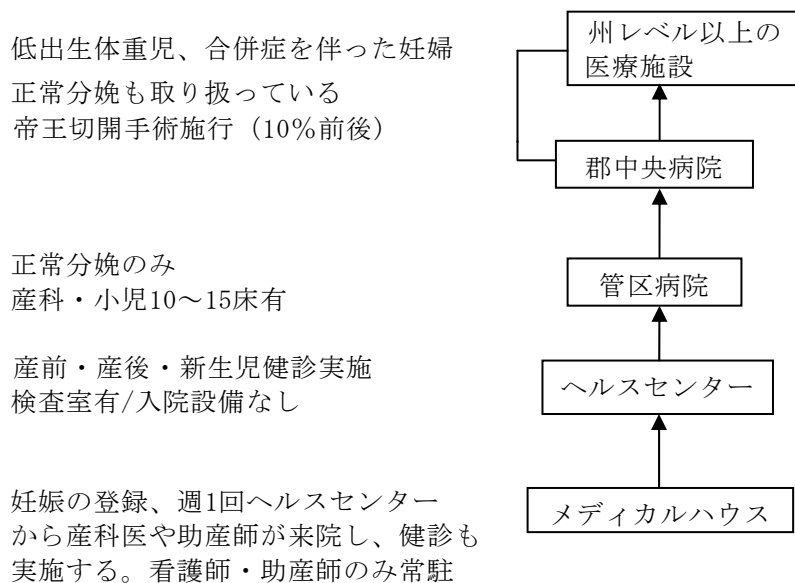 低出生体重児、合併症を伴った妊婦
正常分娩も取り扱っている
帝王切開手術施行（10%前後）
州レベル以上の
医療施設
郡中央病院
正常分娩のみ
産科・小児10～15床有
管区病院
産前・産後・新生児健診実施
検査室有/入院設備なし
ヘルスセンター
妊娠の登録、週1回ヘルスセンター
から産科医や助産師が来院し、健診も
実施する。看護師・助産師のみ常駐
メディカルハウス